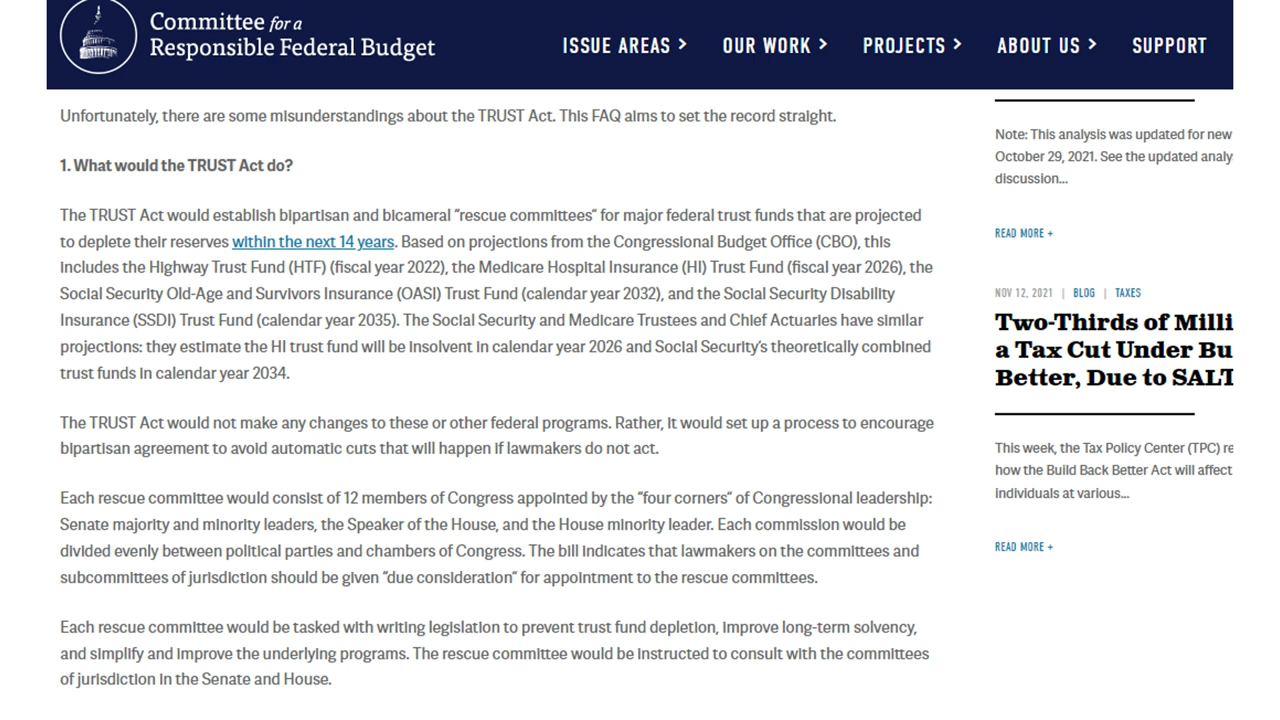 Committee for a
Responsible Federal Budget
ISSUE AREAS >
OUR WORK >
PROJECTS >
ABOUT US >
SUPPORT
Unfortunately, there are some misunderstandings about the TRUST Act. This FAQ aims to set the record straight.
1. What would the TRUST Act do?
The TRUST Act would establish bipartisan and bicameral "rescue committees" for major federal trust funds that are projected
to deplete their reserves within the next 14 years. Based on projections from the Congressional Budget Office (CBO), this
includes the Highway Trust Fund (HTF) (fiscal year 2022), the Medicare Hospital Insurance (HI) Trust Fund (fiscal year 2026), the
Social Security Old-Age and Survivors Insurance (OASI) Trust Fund (calendar year 2032), and the Social Security Disability
Insurance (SSDI) Trust Fund (calendar year 2035). The Social Security and Medicare Trustees and Chief Actuaries have similar
projections: they estimate the HI trust fund will be insolvent in calendar year 2026 and Social Security's theoretically combined
trust funds in calendar year 2034.
The TRUST Act would not make any changes to these or other federal programs. Rather, it would set up a process to encourage
bipartisan agreement to avoid automatic cuts that will happen if lawmakers do not act.
Each rescue committee would consist of 12 members of Congress appointed by the "four corners" of Congressional leadership:
Senate majority and minority leaders, the Speaker of the House, and the House minority leader. Each commission would be
divided evenly between political parties and chambers of Congress. The bill indicates that lawmakers on the committees and
subcommittees of jurisdiction should be given "due consideration" for appointment to the rescue committees.
Each rescue committee would be tasked with writing legislation to prevent trust fund depletion, improve long-term solvency,
and simplify and improve the underlying programs. The rescue committee would be instructed to consult with the committees
of jurisdiction in the Senate and House.
Note: This analysis was updated for new
October 29, 2021. See the updated analy
discussion...
READ MORE +
NOV 12, 2021 | BLOG | TAXES
Two-Thirds of Milli
a Tax Cut Under Bu
Better, Due to SALT
This week, the Tax Policy Center (TPC) re
how the Build Back Better Act will affect
individuals at various...
READ MORE +